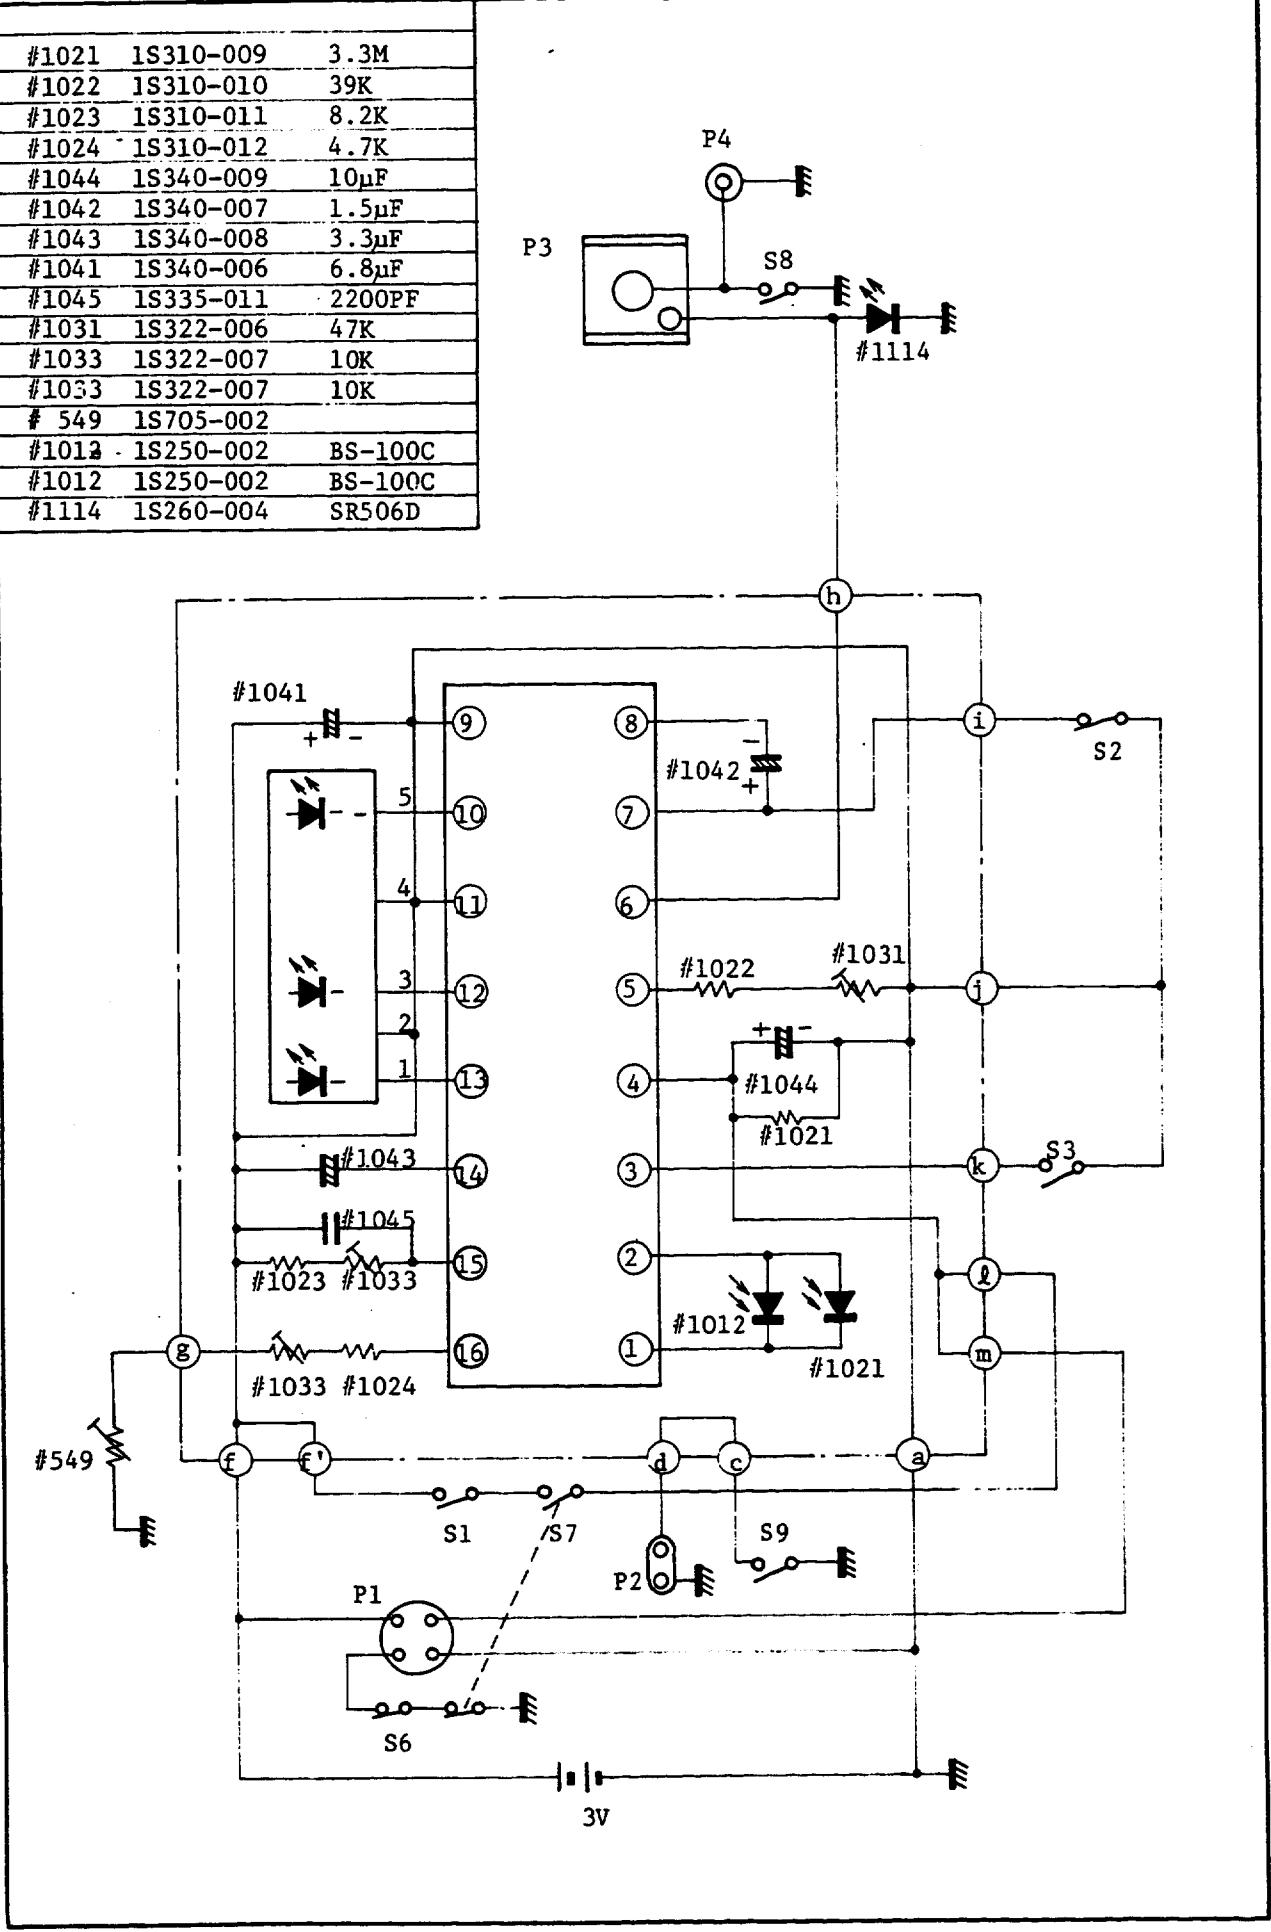 #1021 1S310-009 3.3M
#1022 1S310-010 39K
#1023 1S310-011 8.2K
#1024 1S310-012 4.7K
#1044 1S340-009 10µF
#1042 1S340-007 1.5µF
#1043 1S340-008 3.3µF
#1041 1S340-006 6.8µF
#1045 1S335-011 2200PF
#1031 1S322-006 47K
#1033 1S322-007 10K
#1033 1S322-007 10K
# 549 1S705-002
#1012 1S250-002 BS-100C
#1012 1S250-002 BS-100C
#1114 1S260-004 SR506D
P4
P3
S8
#1114
h
#1041
+ -
9
8
-
#1042
+
i
S2
5
10
7
4
11
6
3
12
5
#1022
#1031
j
2
+ -
1
13
4
#1044
#1021
#1043
14
3
k
S3
#1045
15
#1023 #1033
2
ℓ
#1012
g
16
1
m
#1033 #1024
#1021
#549
f
f'
d
c
a
S1
S7
S9
P2
P1
S6
3V